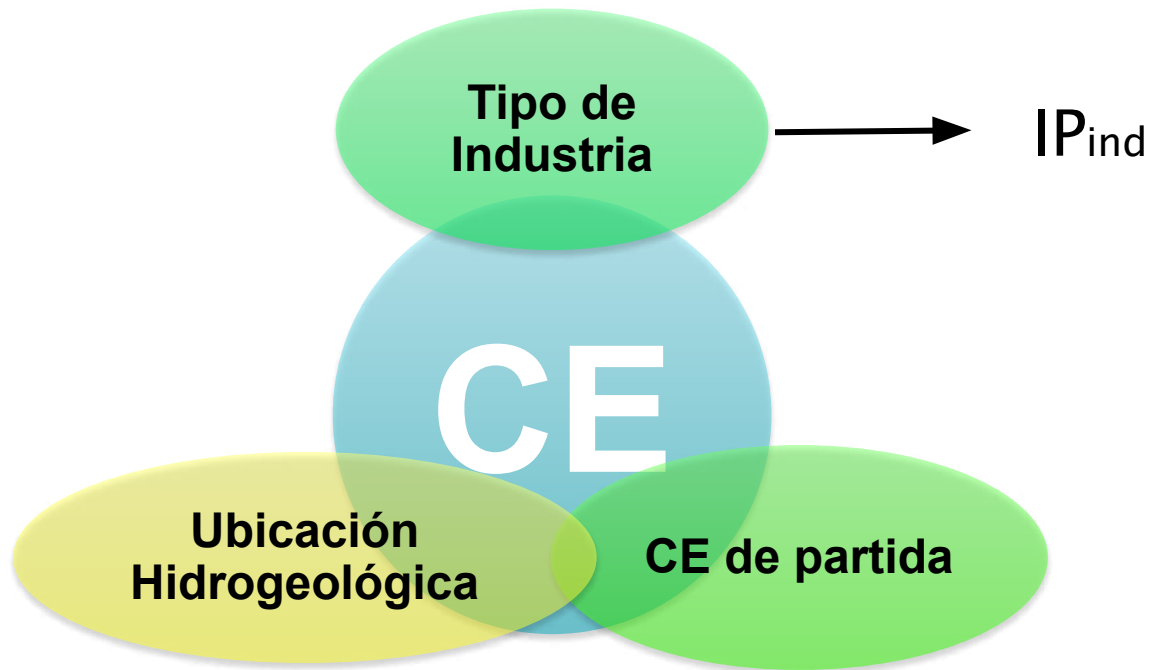 Tipo de
Industria
IPind
CE
Ubicación
Hidrogeológica
CE de partida